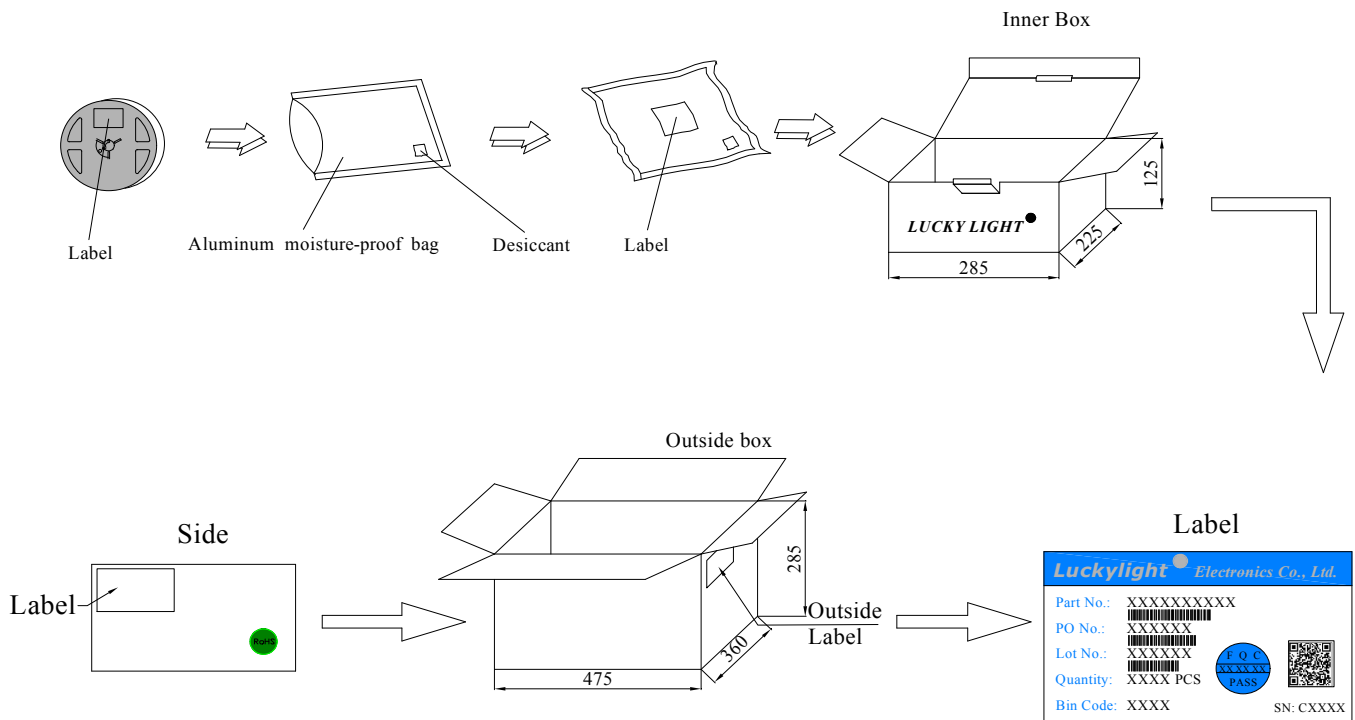 Inner Box
Label
Aluminum moisture-proof bag
Desiccant
Label
LUCKY LIGHT
125
225
285
Outside box
Side
Label
RoHS
285
360
475
Outside
Label
Label
Luckylight Electronics Co., Ltd.
Part No.: XXXXXXXXXX
PO No.: XXXXXX
Lot No.: XXXXXX
Quantity: XXXX PCS
Bin Code: XXXX
F Q C
XXXXXX
PASS
SN: CXXXX